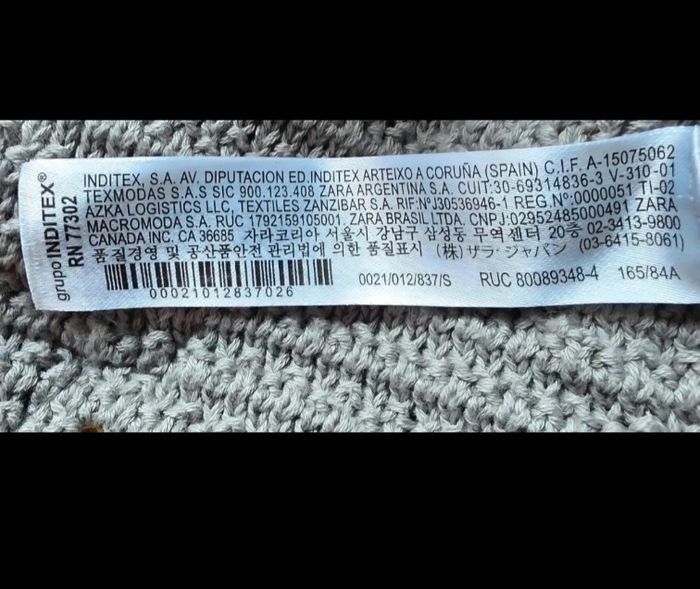 grupo INDITEX®
RN 77302
INDITEX, S.A. AV. DIPUTACION ED.INDITEX ARTEIXO A CORUÑA (SPAIN) C.I.F. A-15075062
TEXMODAS S.A.S SIC 900.123.408 ZARA ARGENTINA S.A. CUIT:30-69314836-3 V-310-01
AZKA LOGISTICS LLC TEXTILES ZANZIBAR S.A. RIF:NºJ30536946-1 REG.Nº-0000051 TI-02
MACROMODA S.A. RUC 1792159105001 ZARA BRASIL LTDA. CNPJ:02952485000491 ZARA
CANADA INC. CA 36685 자라코리아 서울시 강남구 삼성동 무역센터 20층 02-3413-9800
품질경영 및 공산품안전 관리법에 의한 품질표시 (株) ザラ・ジャパン (03-6415-8061)
00021012837026
0021/012/837/S RUC 80089348-4 165/84A